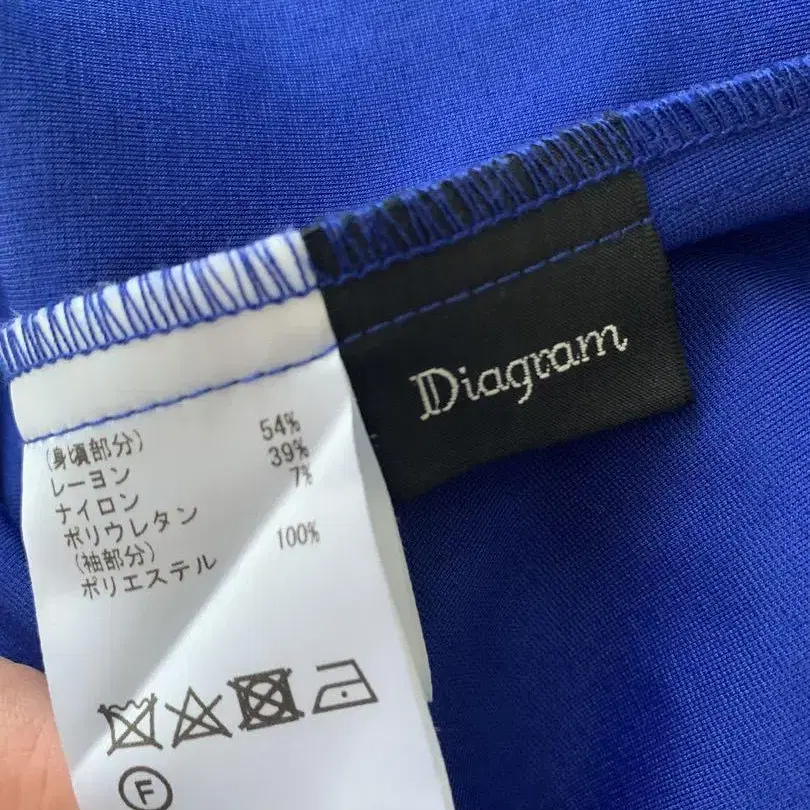 Diagram
(身頃部分)
レーヨン 54%
ナイロン 39%
ポリウレタン 7%
(袖部分)
ポリエステル 100%
F